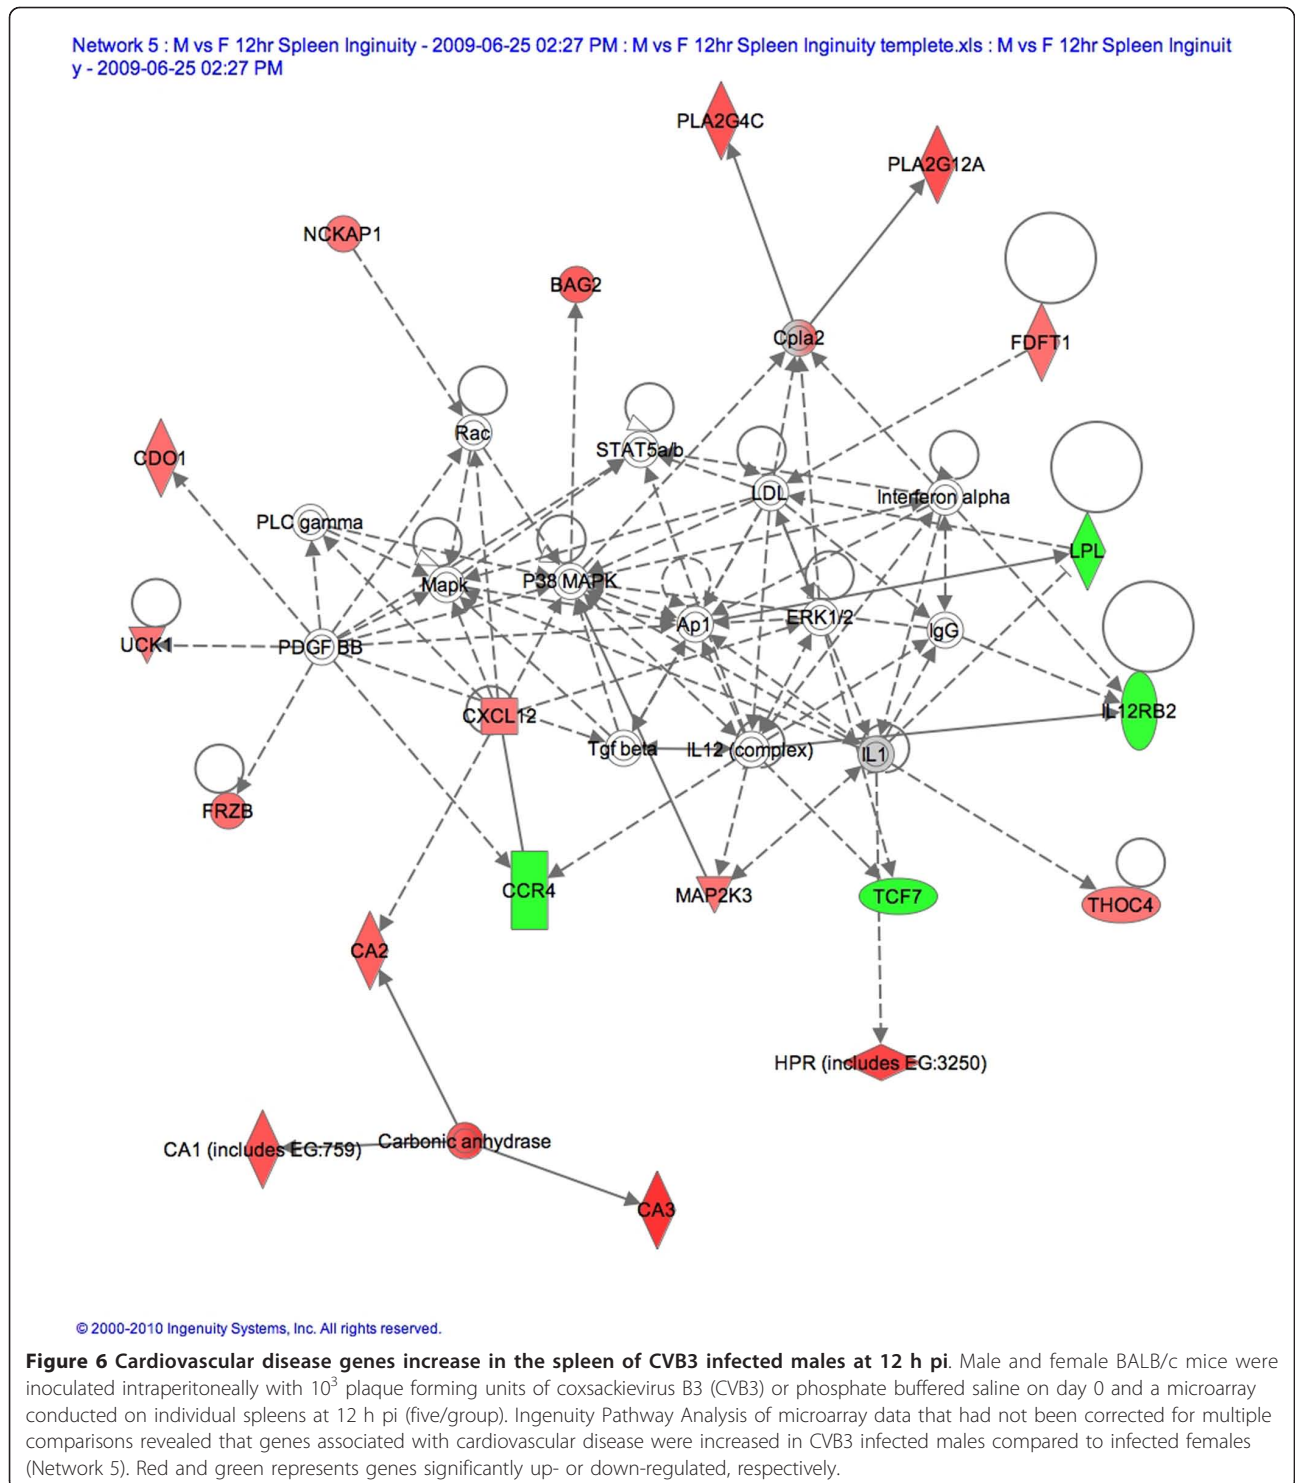 Network 5 : M vs F 12hr Spleen Inginuity - 2009-06-25 02:27 PM : M vs F 12hr Spleen Inginuity templete.xls : M vs F 12hr Spleen Inginuit
y - 2009-06-25 02:27 PM
PLA2G4C
PLA2G12A
NCKAP1
BAG2
Cpla2
FDFT1
Rac
STAT5a/b
CDO1
LDL
Interferon alpha
PLC gamma
LPL
Mapk
P38 MAPK
Ap1
ERK1/2
IgG
UCK1
PDGF BB
CXCL12
IL12RB2
Tgf beta
IL12 (complex)
IL1
FRZB
CCR4
MAP2K3
TCF7
THOC4
CA2
HPR (includes EG:3250)
CA1 (includes EG:759)
Carbonic anhydrase
CA3
© 2000-2010 Ingenuity Systems, Inc. All rights reserved.
Figure 6 Cardiovascular disease genes increase in the spleen of CVB3 infected males at 12 h pi. Male and female BALB/c mice were
inoculated intraperitoneally with 10³ plaque forming units of coxsackievirus B3 (CVB3) or phosphate buffered saline on day 0 and a microarray
conducted on individual spleens at 12 h pi (five/group). Ingenuity Pathway Analysis of microarray data that had not been corrected for multiple
comparisons revealed that genes associated with cardiovascular disease were increased in CVB3 infected males compared to infected females
(Network 5). Red and green represents genes significantly up- or down-regulated, respectively.